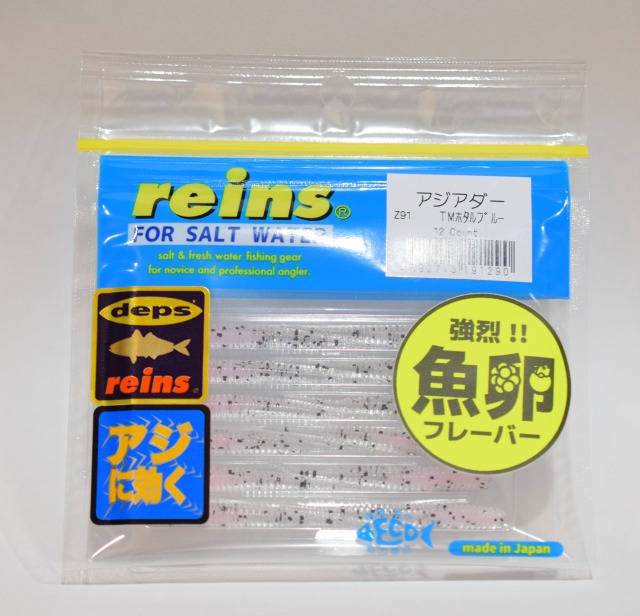 reins®
FOR SALT WATER
salt & fresh water fishing gear
for novice and professional angler.
アジアダー
Z91 TMホタルブルー
12 Count
191290
deps
reins
アジ
に効く
強烈!!
魚卵
フレーバー
made in Japan